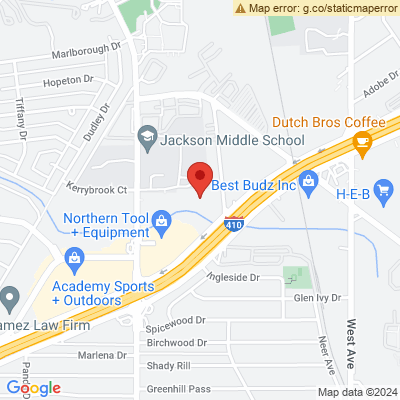 Map error: g.co/staticmaperror
Marlborough Dr
Hopeton Dr
Tiffany Dr
Dudley Dr
Adobe Dr
Dutch Bros Coffee
Jackson Middle School
Kerrybrook Ct
Best Budz Inc
H-E-B
Northern Tool
+ Equipment
410
Academy Sports
+ Outdoors
Ingleside Dr
Glen Ivy Dr
amez Law Firm
Spicewood Dr
Birchwood Dr
Neer Ave
West Ave
Marlena Dr
Shady Rill
Greenhill Pass
Google
Map data ©2024